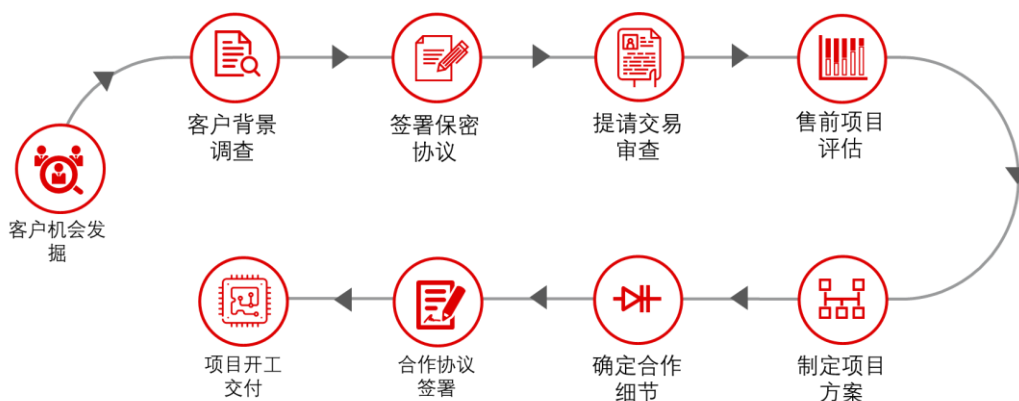 客户机会发
掘
客户背景
调查
签署保密
协议
提请交易
审查
售前项目
评估
制定项目
方案
确定合作
细节
合作协议
签署
项目开工
交付